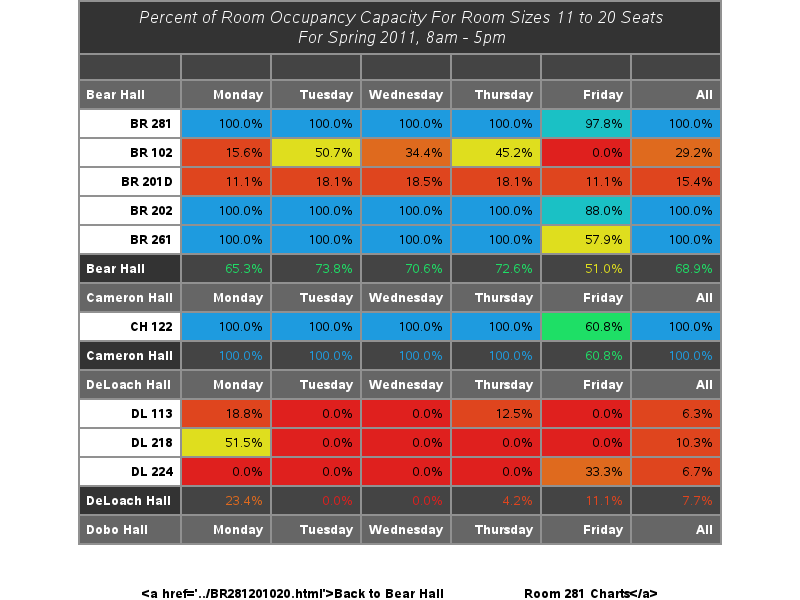 Percent of Room Occupancy Capacity For Room Sizes 11 to 20 Seats
For Spring 2011, 8am - 5pm
Bear Hall Monday Tuesday Wednesday Thursday Friday All
BR 281 100.0% 100.0% 100.0% 100.0% 97.8% 100.0%
BR 102 15.6% 50.7% 34.4% 45.2% 0.0% 29.2%
BR 201D 11.1% 18.1% 18.5% 18.1% 11.1% 15.4%
BR 202 100.0% 100.0% 100.0% 100.0% 88.0% 100.0%
BR 261 100.0% 100.0% 100.0% 100.0% 57.9% 100.0%
Bear Hall 65.3% 73.8% 70.6% 72.6% 51.0% 68.9%
Cameron Hall Monday Tuesday Wednesday Thursday Friday All
CH 122 100.0% 100.0% 100.0% 100.0% 60.8% 100.0%
Cameron Hall 100.0% 100.0% 100.0% 100.0% 60.8% 100.0%
DeLoach Hall Monday Tuesday Wednesday Thursday Friday All
DL 113 18.8% 0.0% 0.0% 12.5% 0.0% 6.3%
DL 218 51.5% 0.0% 0.0% 0.0% 0.0% 10.3%
DL 224 0.0% 0.0% 0.0% 0.0% 33.3% 6.7%
DeLoach Hall 23.4% 0.0% 0.0% 4.2% 11.1% 7.7%
Dobo Hall Monday Tuesday Wednesday Thursday Friday All
<a href='../BR281201020.html'>Back to Bear Hall Room 281 Charts</a>